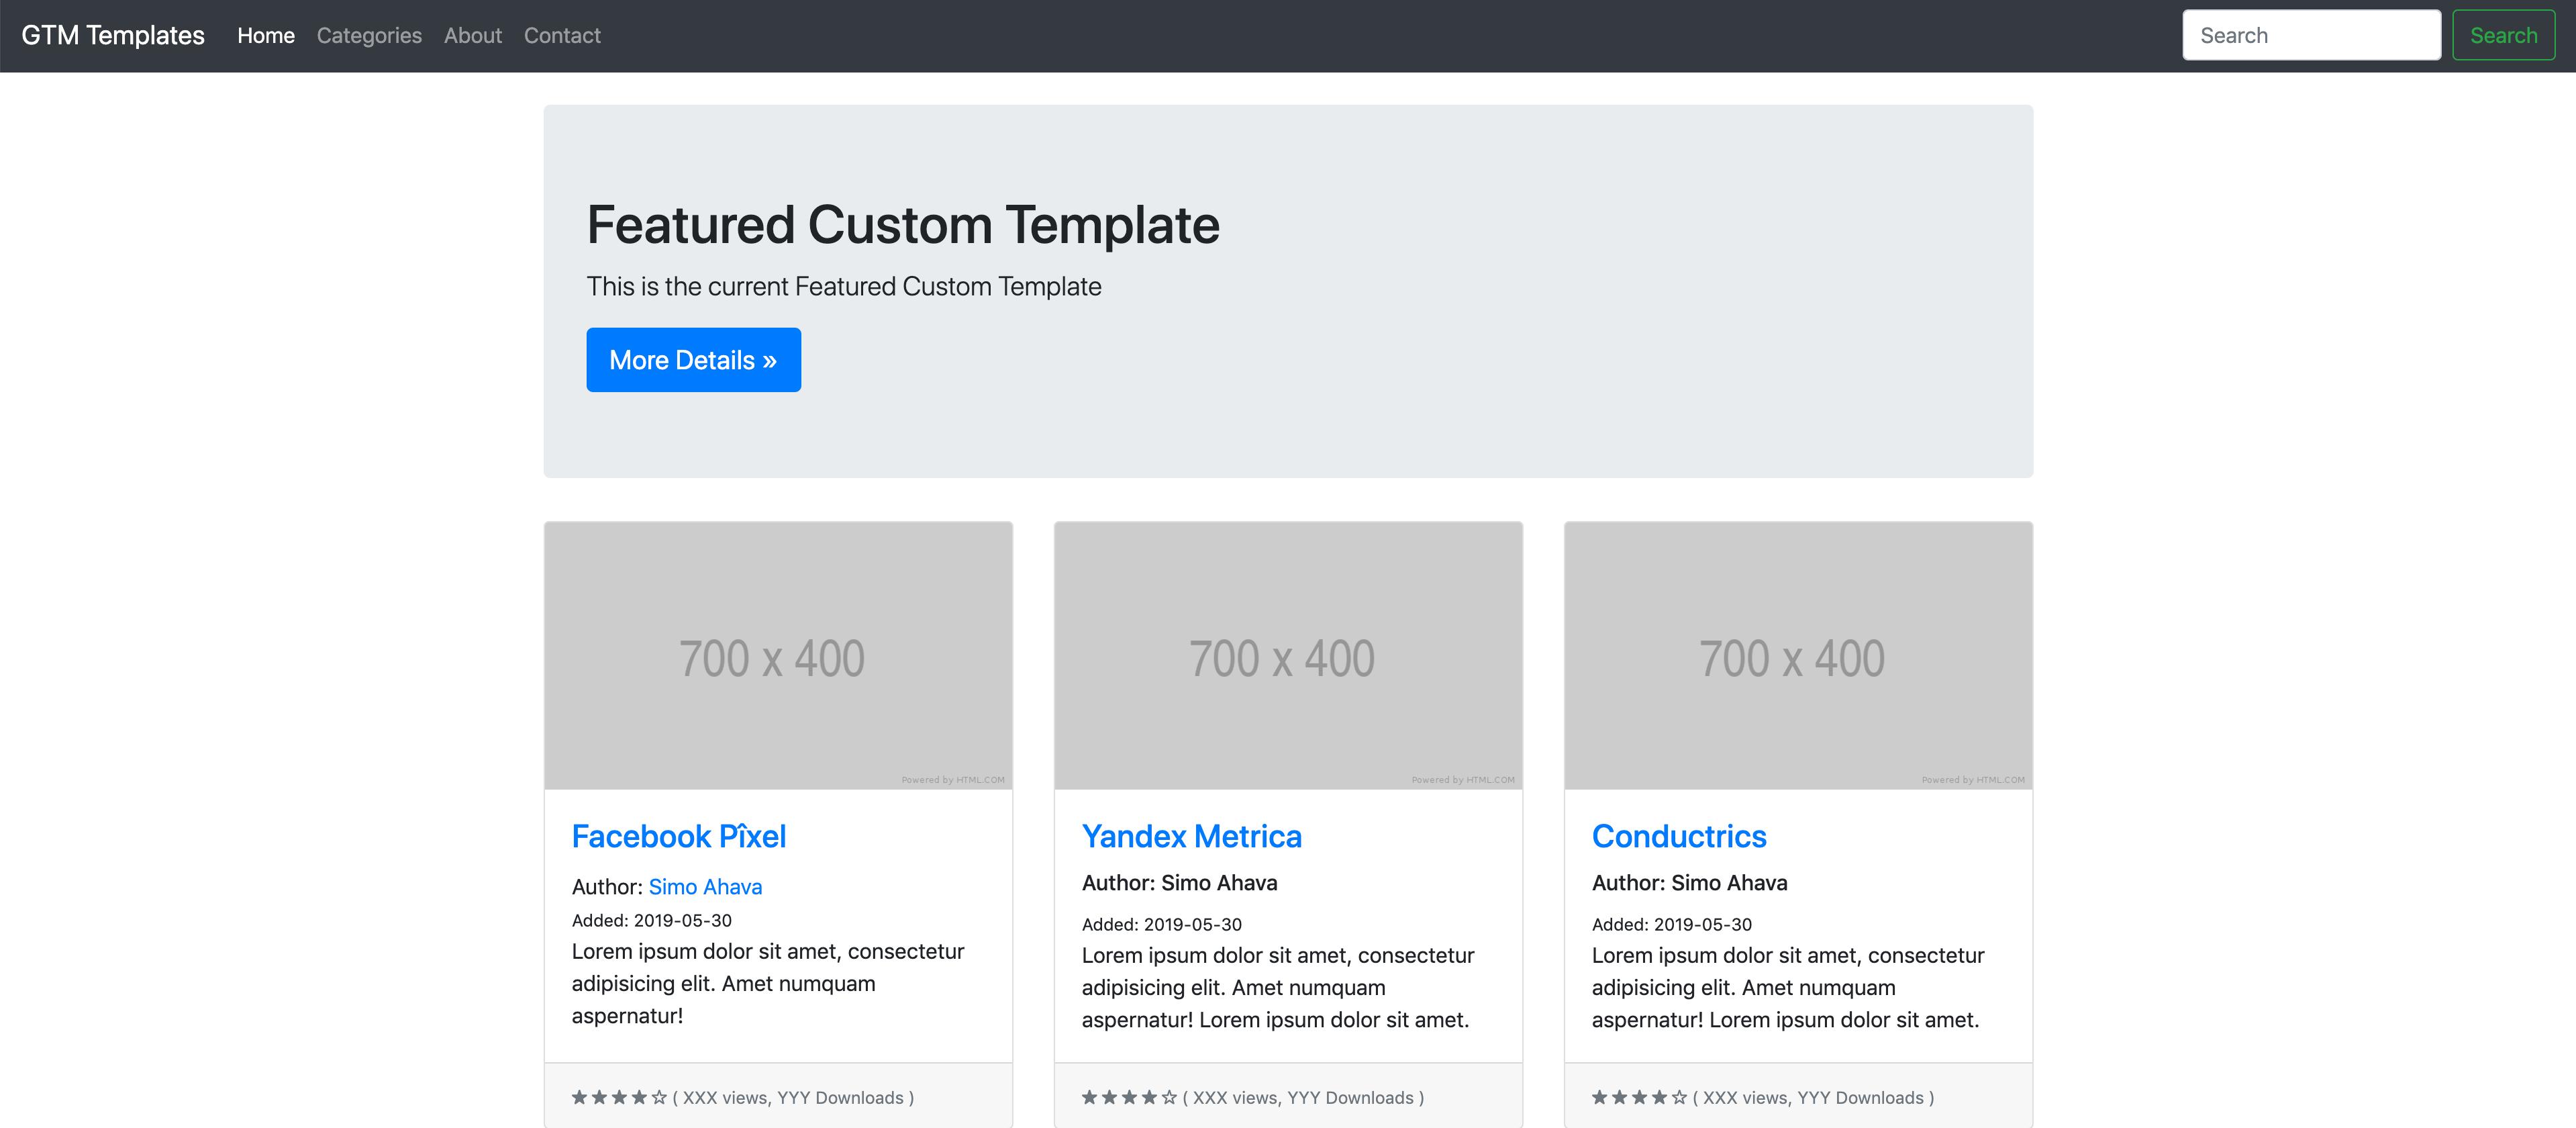 GTM Templates Home Categories About Contact Search Search
Featured Custom Template
This is the current Featured Custom Template
More Details »
700 x 400
Powered by HTML.COM
Facebook Pîxel
Author: Simo Ahava
Added: 2019-05-30
Lorem ipsum dolor sit amet, consectetur
adipisicing elit. Amet numquam
aspernatur!
★ ★ ★ ★ ☆ ( XXX views, YYY Downloads )
700 x 400
Powered by HTML.COM
Yandex Metrica
Author: Simo Ahava
Added: 2019-05-30
Lorem ipsum dolor sit amet, consectetur
adipisicing elit. Amet numquam
aspernatur! Lorem ipsum dolor sit amet.
★ ★ ★ ★ ☆ ( XXX views, YYY Downloads )
700 x 400
Powered by HTML.COM
Conductrics
Author: Simo Ahava
Added: 2019-05-30
Lorem ipsum dolor sit amet, consectetur
adipisicing elit. Amet numquam
aspernatur! Lorem ipsum dolor sit amet.
★ ★ ★ ★ ☆ ( XXX views, YYY Downloads )